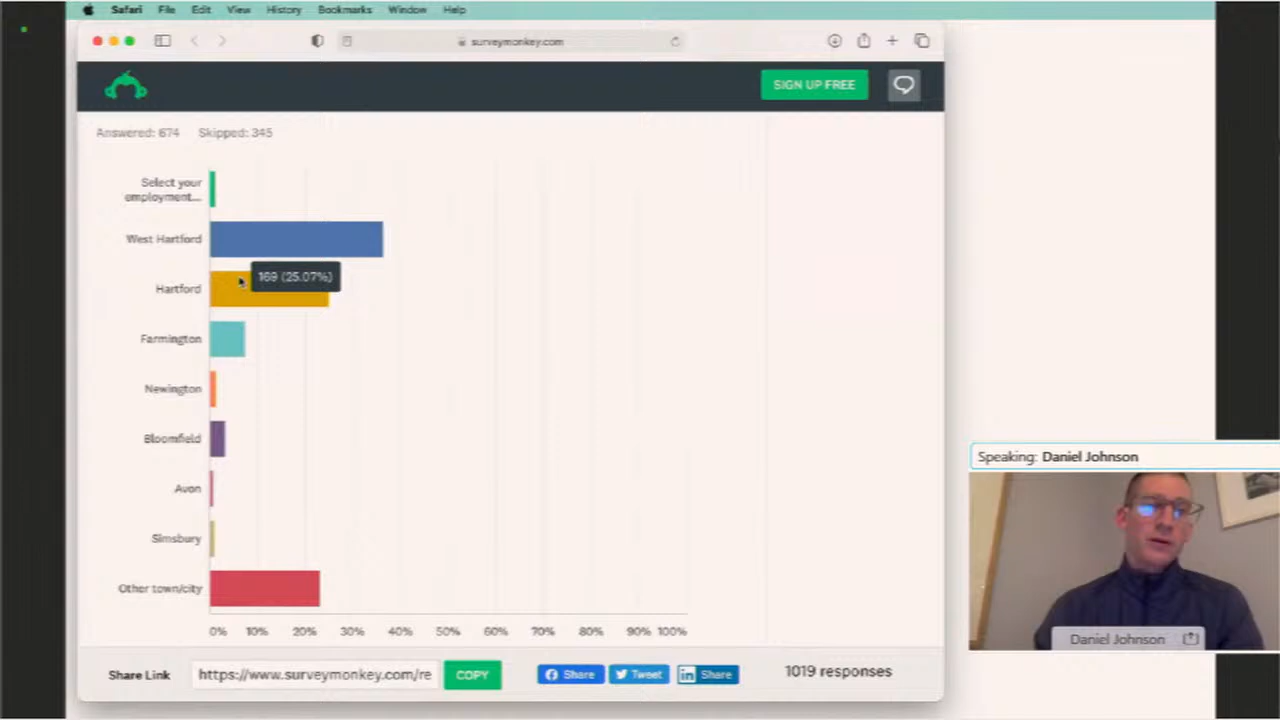 Safari File Edit View History Bookmarks Window Help
surveymonkey.com
SIGN UP FREE
Answered: 674 Skipped: 345
Select your
employment...
West Hartford
169 (25.07%)
Hartford
Farmington
Newington
Bloomfield
Avon
Simsbury
Other town/city
0% 10% 20% 30% 40% 50% 60% 70% 80% 90% 100%
Speaking: Daniel Johnson
Daniel Johnson
Share Link https://www.surveymonkey.com/re COPY Share Tweet in Share 1019 responses